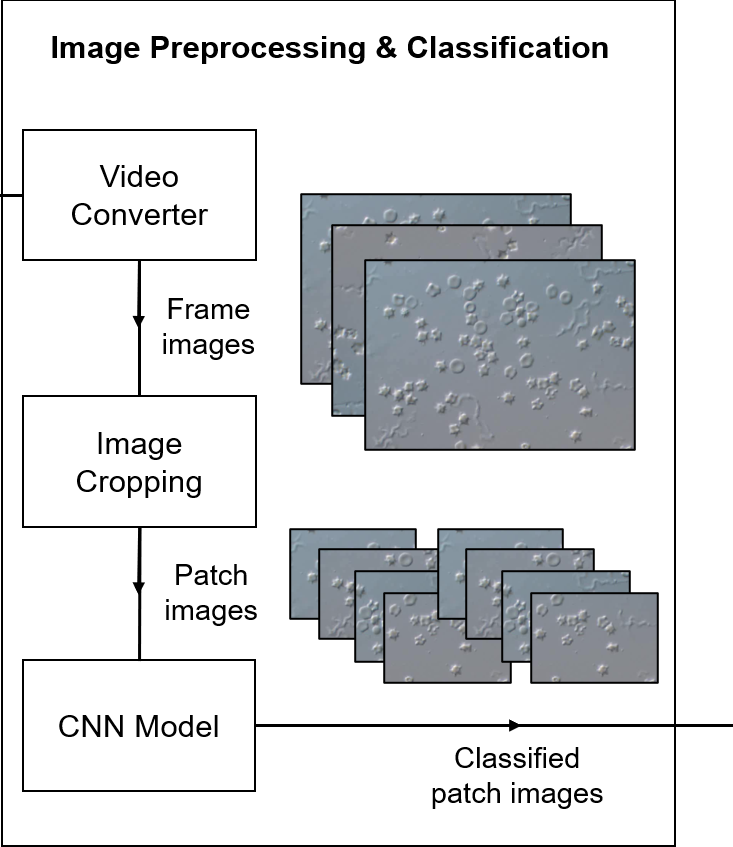 Image Preprocessing & Classification
Video
Converter
Frame
images
Image
Cropping
Patch
images
CNN Model
Classified
patch images